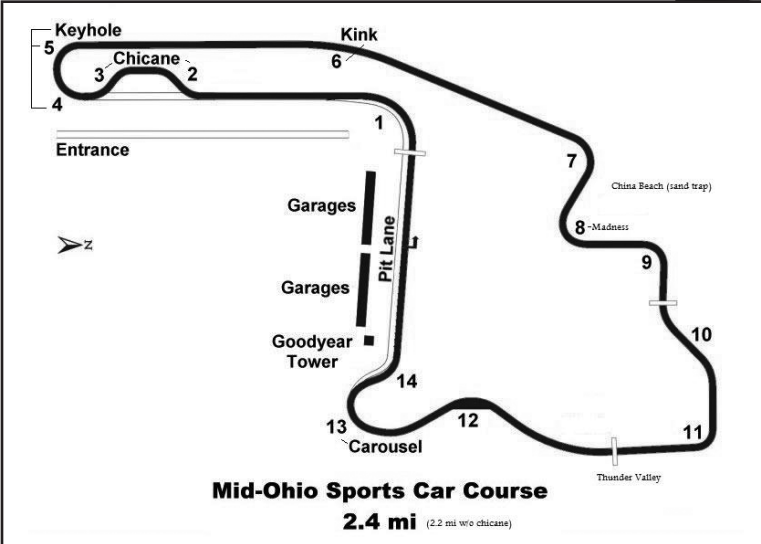 Keyhole
Kink
5
6
Chicane
3
2
4
1
Entrance
7
China Beach (sand trap)
Garages
8 -Madness
Pit Lane
N
9
Garages
10
Goodyear
Tower
14
13
12
11
Carousel
Thunder Valley
Mid-Ohio Sports Car Course
2.4 mi (2.2 mi w/o chicane)